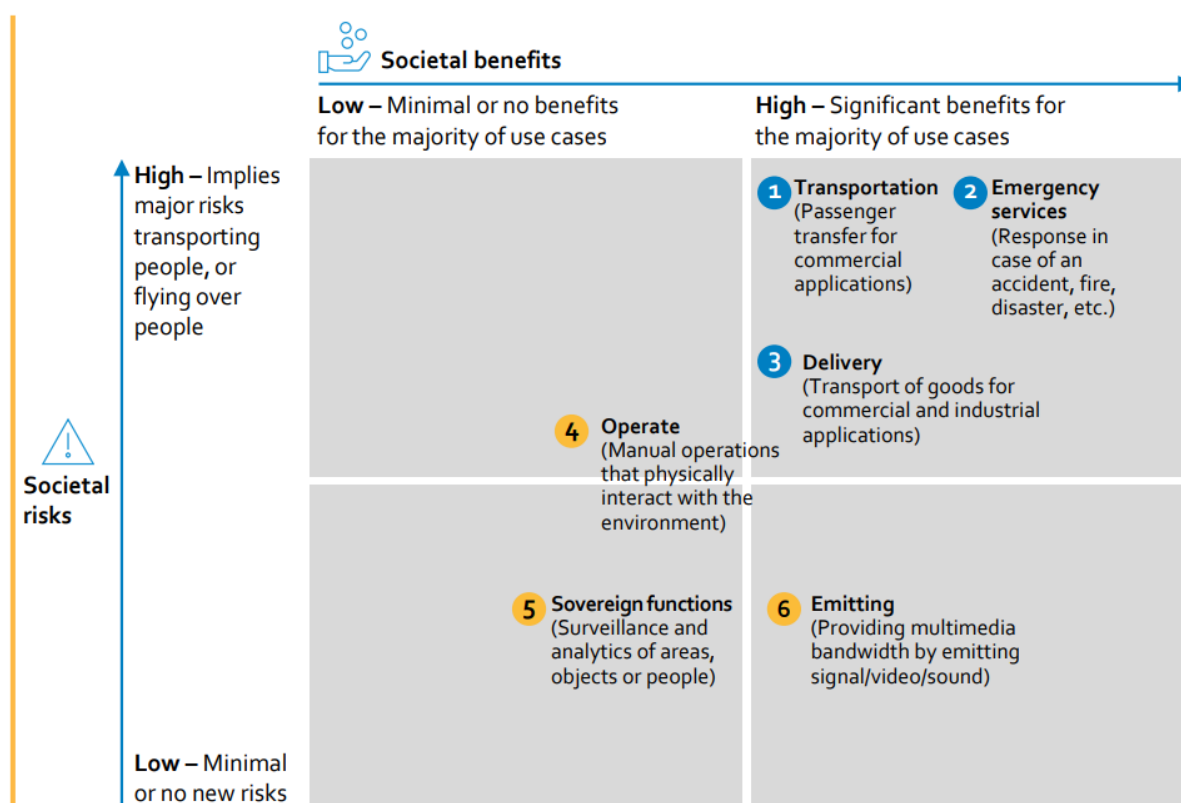 Societal benefits
Low – Minimal or no benefits
for the majority of use cases
High – Significant benefits for
the majority of use cases
High – Implies
major risks
transporting
people, or
flying over
people
1 Transportation
(Passenger
transfer for
commercial
applications)
2 Emergency
services
(Response in
case of an
accident, fire,
disaster, etc.)
3 Delivery
(Transport of goods for
commercial and industrial
applications)
4 Operate
(Manual operations
that physically
interact with the
environment)
Societal
risks
5 Sovereign functions
(Surveillance and
analytics of areas,
objects or people)
6 Emitting
(Providing multimedia
bandwidth by emitting
signal/video/sound)
Low – Minimal
or no new risks